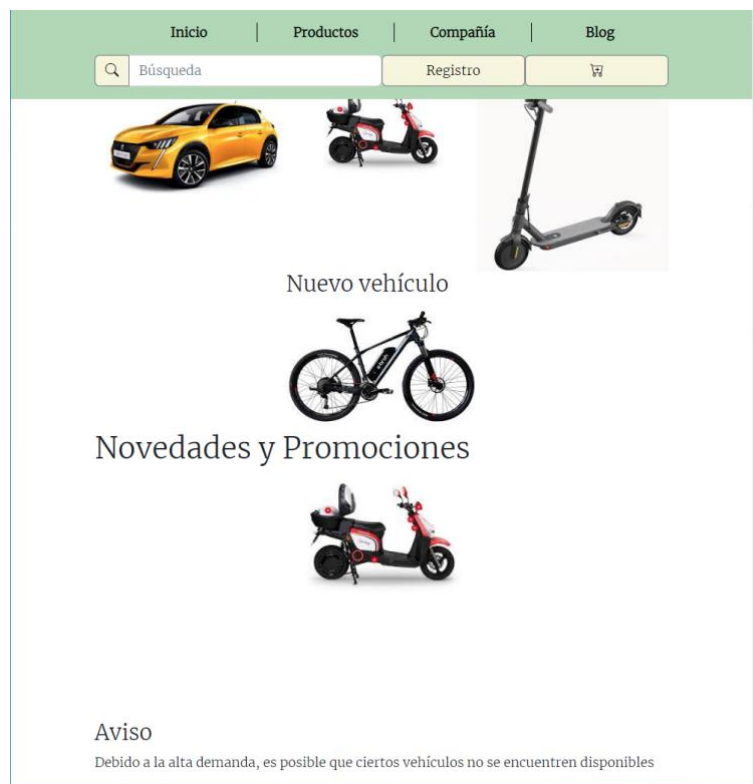 Inicio
Productos
Compañía
Blog
Búsqueda
Registro
Nuevo vehículo
Novedades y Promociones
Aviso
Debido a la alta demanda, es posible que ciertos vehículos no se encuentren disponibles